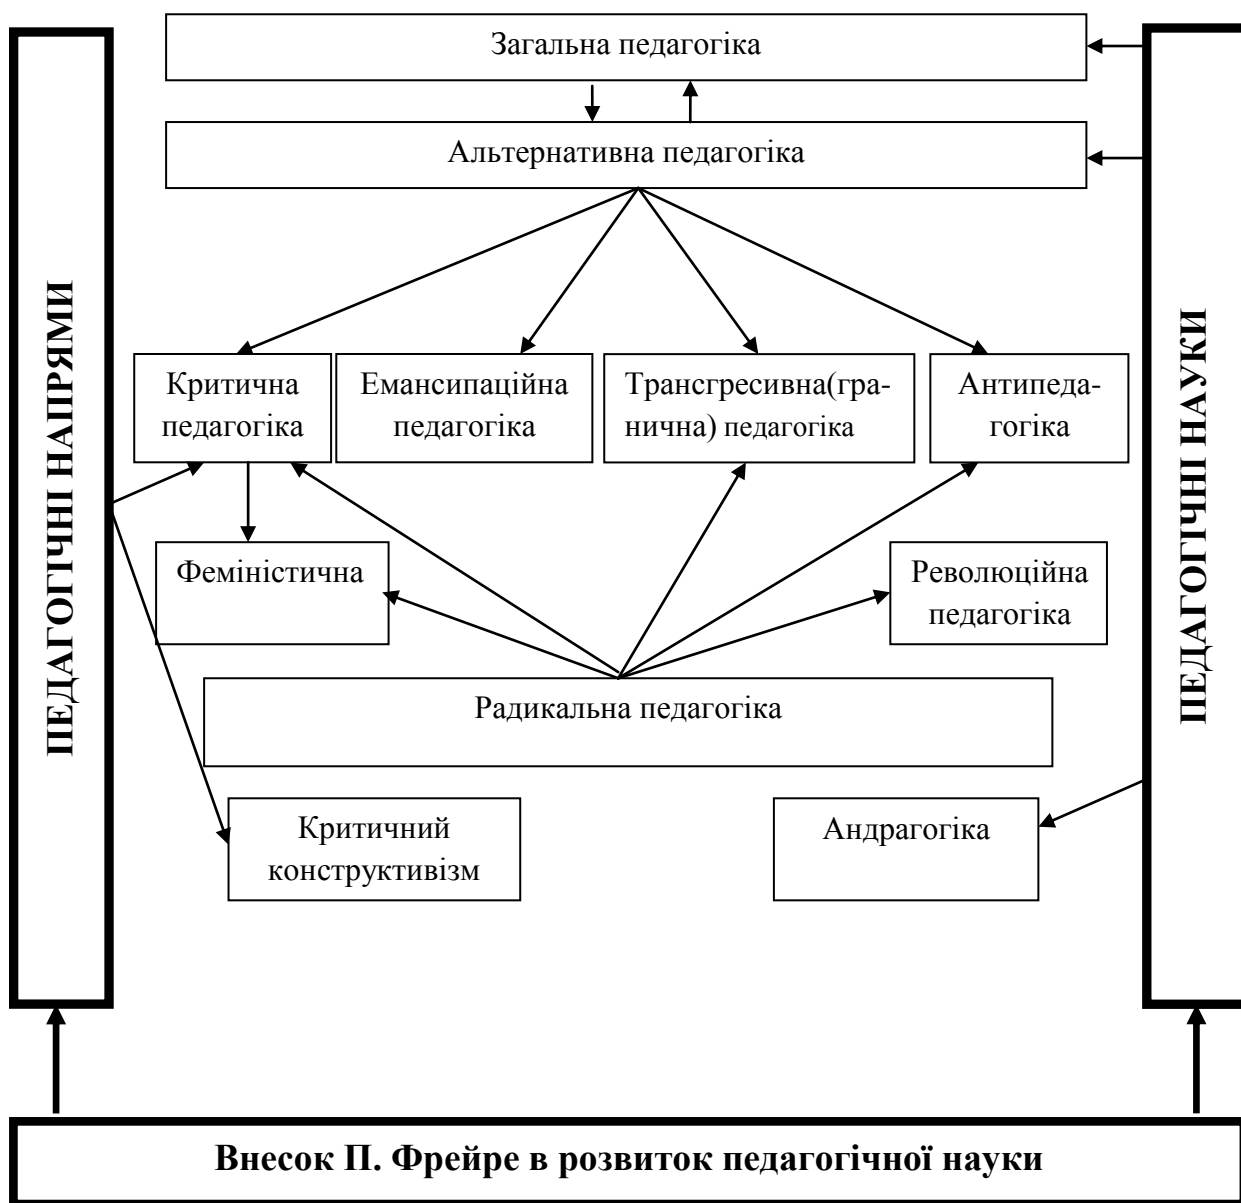 Загальна педагогіка
Альтернативна педагогіка
ПЕДАГОГІЧНІ НАПРЯМИ
ПЕДАГОГІЧНІ НАУКИ
Критична
педагогіка
Емансипаційна
педагогіка
Трансгресивна(гра-
нична) педагогіка
Антипеда-
гогіка
Феміністична
Революційна
педагогіка
Радикальна педагогіка
Критичний
конструктивізм
Андрагогіка
Внесок П. Фрейре в розвиток педагогічної науки